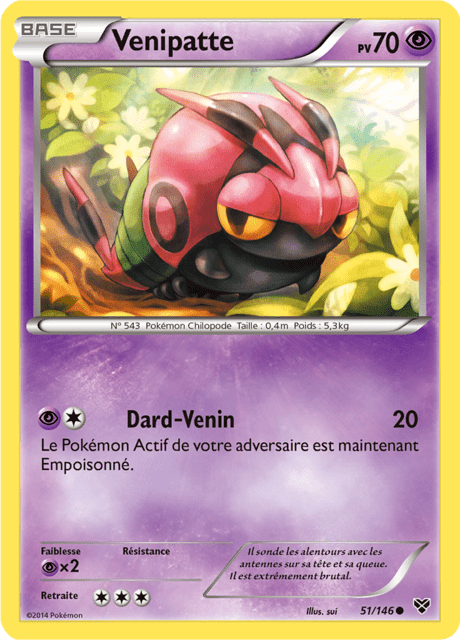 BASE
Venipatte
PV70
N° 543 Pokémon Chilopode Taille : 0,4m Poids : 5,3kg
Dard-Venin 20
Le Pokémon Actif de votre adversaire est maintenant
Empoisonné.
Faiblesse Résistance
×2
Il sonde les alentours avec les
antennes sur sa tête et sa queue.
Il est extrêmement brutal.
Retraite
©2014 Pokémon
Illus. sui 51/146
XY